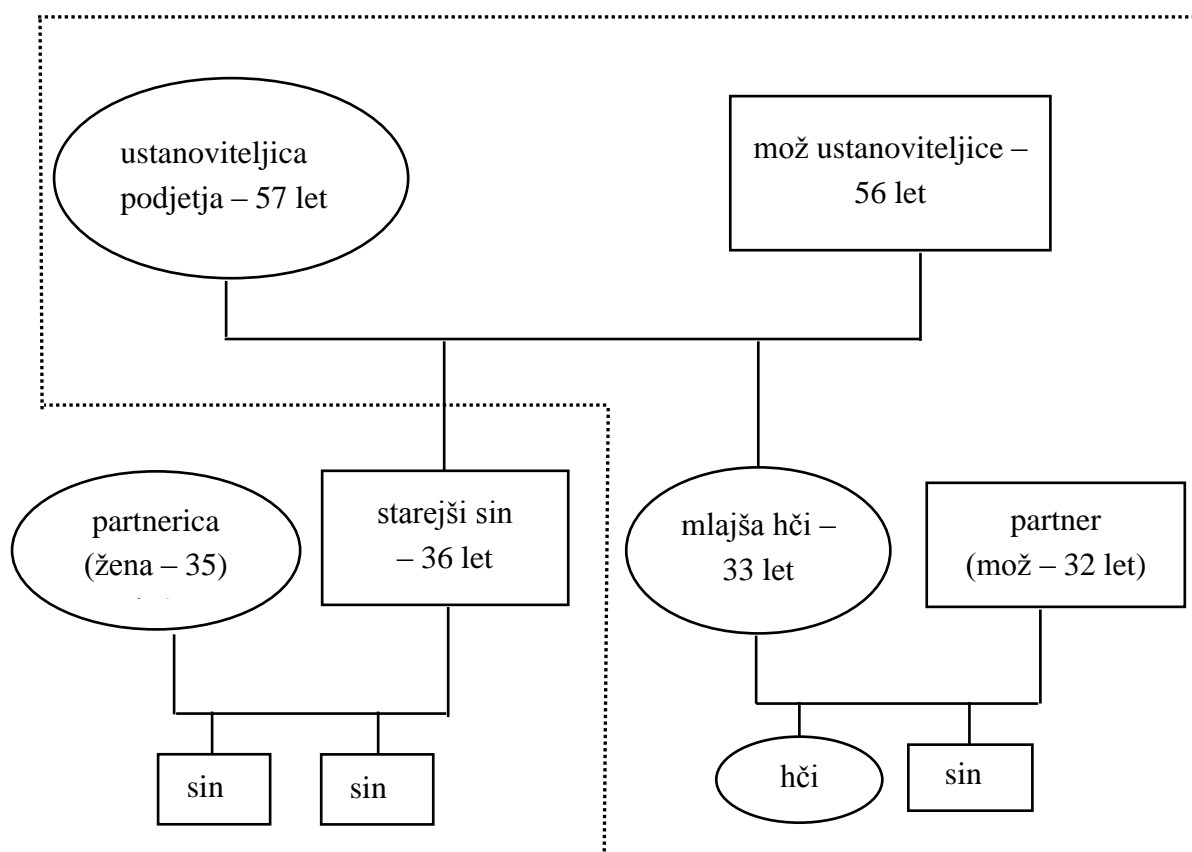 ustanoviteljica
podjetja – 57 let
mož ustanoviteljice –
56 let
partnerica
(žena – 35)
starejši sin
– 36 let
mlajša hči –
33 let
partner
(mož – 32 let)
sin
sin
hči
sin